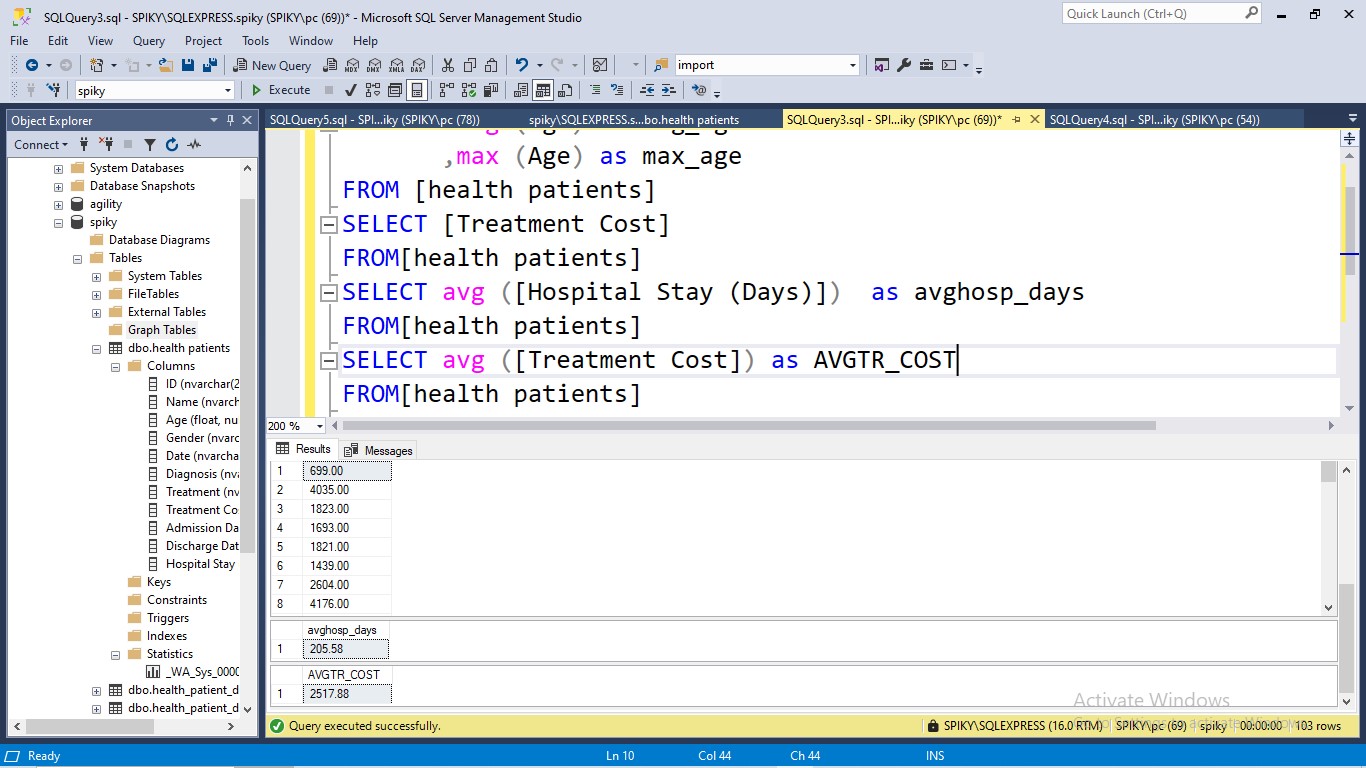 SQLQuery3.sql - SPIKY\SQLEXPRESS.spiky (SPIKY\pc (69))* - Microsoft SQL Server Management Studio
Quick Launch (Ctrl+Q)
File Edit View Query Project Tools Window Help
New Query MDX DMX XMLA DAX import
spiky Execute
Object Explorer
SQLQuery5.sql - SPI...iky (SPIKY\pc (78)) spiky\SQLEXPRESS.s...bo.health patients SQLQuery3.sql - SPI...iky (SPIKY\pc (69))* SQLQuery4.sql - SPI...iky (SPIKY\pc (54))
Connect
System Databases
Database Snapshots
agility
spiky
Database Diagrams
Tables
System Tables
FileTables
External Tables
Graph Tables
dbo.health patients
Columns
ID (nvarchar(2
Name (nvarch
Age (float, nu
Gender (nvarc
Date (nvarcha
Diagnosis (nva
Treatment (nv
Treatment Co
Admission Da
Discharge Dat
Hospital Stay
Keys
Constraints
Triggers
Indexes
Statistics
_WA_Sys_0000
dbo.health_patient_d
dbo.health_patient_d
,max (Age) as max_age
FROM [health patients]
SELECT [Treatment Cost]
FROM[health patients]
SELECT avg ([Hospital Stay (Days)])  as avghosp_days
FROM[health patients]
SELECT avg ([Treatment Cost]) as AVGTR_COST
FROM[health patients]
200 %
Results Messages
1 699.00
2 4035.00
3 1823.00
4 1693.00
5 1821.00
6 1439.00
7 2604.00
8 4176.00
avghosp_days
1 205.58
AVGTR_COST
1 2517.88
Activate Windows
Query executed successfully. SPIKY\SQLEXPRESS (16.0 RTM) SPIKY\pc (69) spiky 00:00:00 103 rows
Ready Ln 10 Col 44 Ch 44 INS